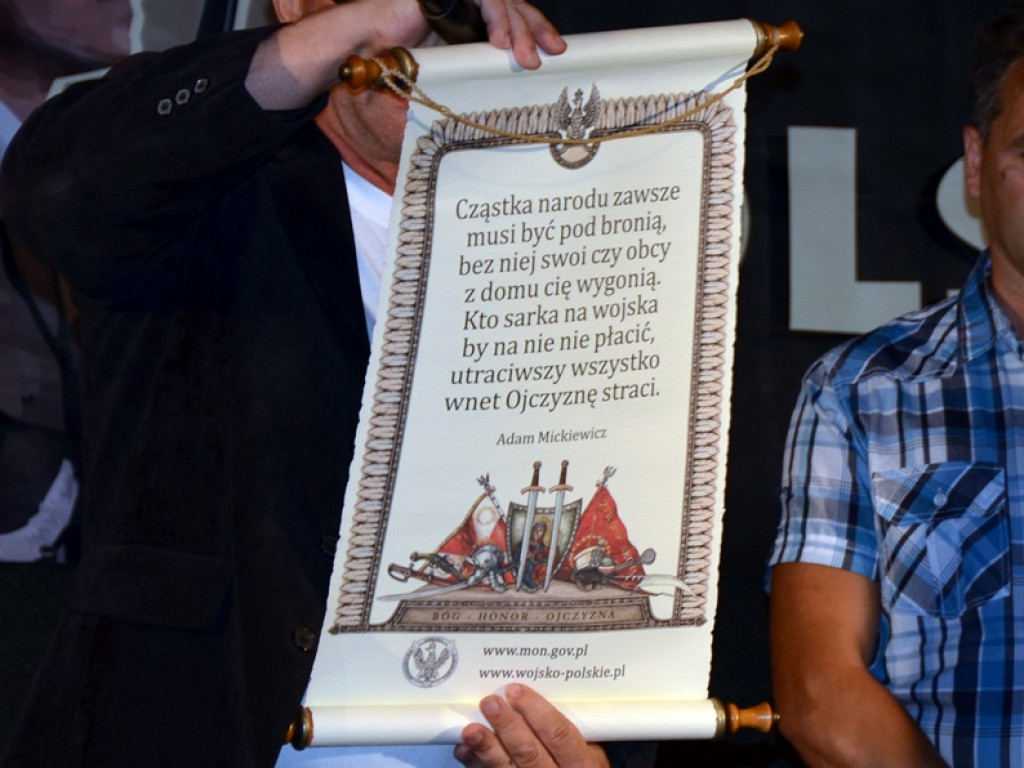 Cząstka narodu zawsze
musi być pod bronią,
bez niej swoi czy obcy
z domu cię wygonią.
Kto sarka na wojska
by na nie nie płacić,
utraciwszy wszystko
wnet Ojczyznę straci.
Adam Mickiewicz
BÓG · HONOR · OJCZYZNA
www.mon.gov.pl
www.wojsko-polskie.pl